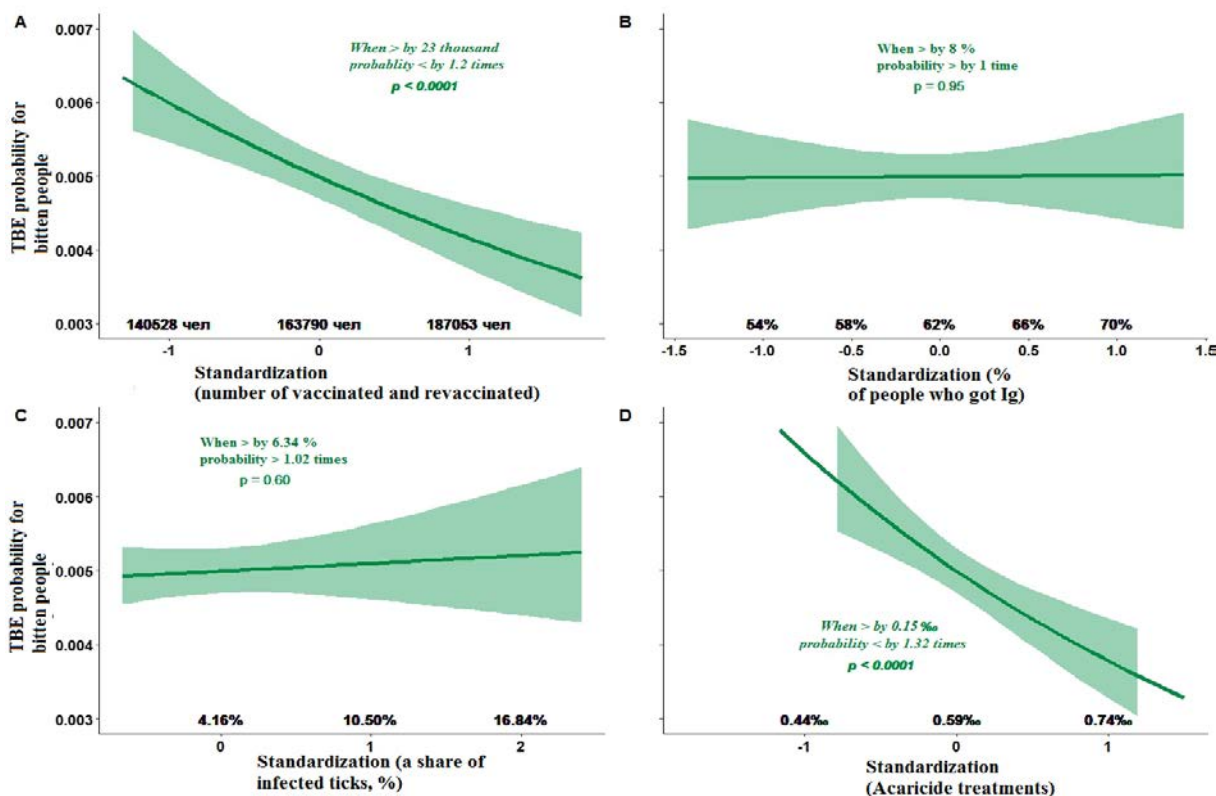 A
0.007
0.006
0.005
0.004
0.003
TBE probability for
bitten people
When > by 23 thousand
probablity < by 1.2 times
p < 0.0001
140528 чел
163790 чел
187053 чел
-1
0
1
Standardization
(number of vaccinated and revaccinated)
B
When > by 8 %
probability > by 1 time
p = 0.95
54%
58%
62%
66%
70%
-1.5
-1.0
-0.5
0.0
0.5
1.0
1.5
Standardization (%
of people who got Ig)
C
0.007
0.006
0.005
0.004
0.003
TBE probability for
bitten people
When > by 6.34 %
probability > 1.02 times
p = 0.60
4.16%
10.50%
16.84%
0
1
2
Standardization (a share of
infected ticks, %)
D
When > by 0.15‰
probability < by 1.32 times
p < 0.0001
0.44‰
0.59‰
0.74‰
-1
0
1
Standardization
(Acaricide treatments)